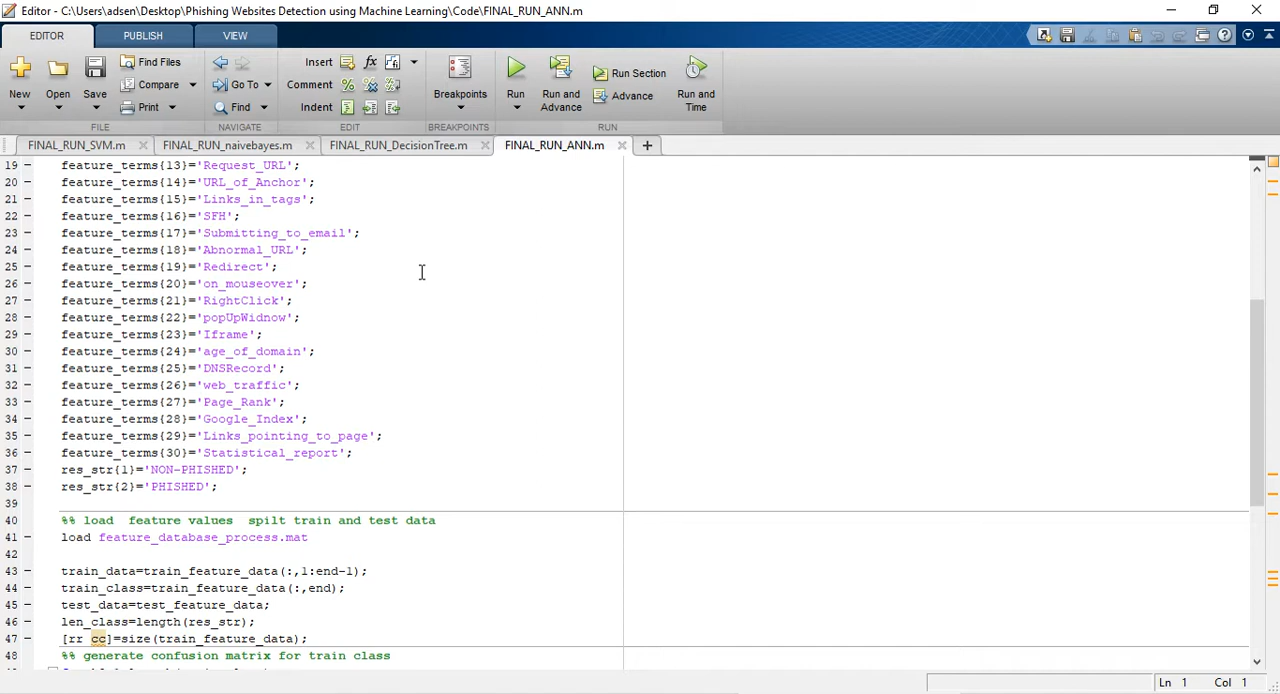 Editor - C:\Users\adsen\Desktop\Phishing Websites Detection using Machine Learning\Code\FINAL_RUN_ANN.m
EDITOR PUBLISH VIEW
New Open Save Find Files Compare Print
Go To Find
Insert Comment Indent fx
Breakpoints
Run Run and Advance Run Section Advance Run and Time
FILE NAVIGATE EDIT BREAKPOINTS RUN
FINAL_RUN_SVM.m FINAL_RUN_naivebayes.m FINAL_RUN_DecisionTree.m FINAL_RUN_ANN.m
19 feature_terms{13}='Request_URL';
20 feature_terms{14}='URL_of_Anchor';
21 feature_terms{15}='Links_in_tags';
22 feature_terms{16}='SFH';
23 feature_terms{17}='Submitting_to_email';
24 feature_terms{18}='Abnormal_URL';
25 feature_terms{19}='Redirect';
26 feature_terms{20}='on_mouseover';
27 feature_terms{21}='RightClick';
28 feature_terms{22}='popUpWidnow';
29 feature_terms{23}='Iframe';
30 feature_terms{24}='age_of_domain';
31 feature_terms{25}='DNSRecord';
32 feature_terms{26}='web_traffic';
33 feature_terms{27}='Page_Rank';
34 feature_terms{28}='Google_Index';
35 feature_terms{29}='Links_pointing_to_page';
36 feature_terms{30}='Statistical_report';
37 res_str{1}='NON-PHISHED';
38 res_str{2}='PHISHED';
39
40 %% load  feature values  spilt train and test data
41 load feature_database_process.mat
42
43 train_data=train_feature_data(:,1:end-1);
44 train_class=train_feature_data(:,end);
45 test_data=test_feature_data;
46 len_class=length(res_str);
47 [rr cc]=size(train_feature_data);
48 %% generate confusion matrix for train class
Ln 1 Col 1